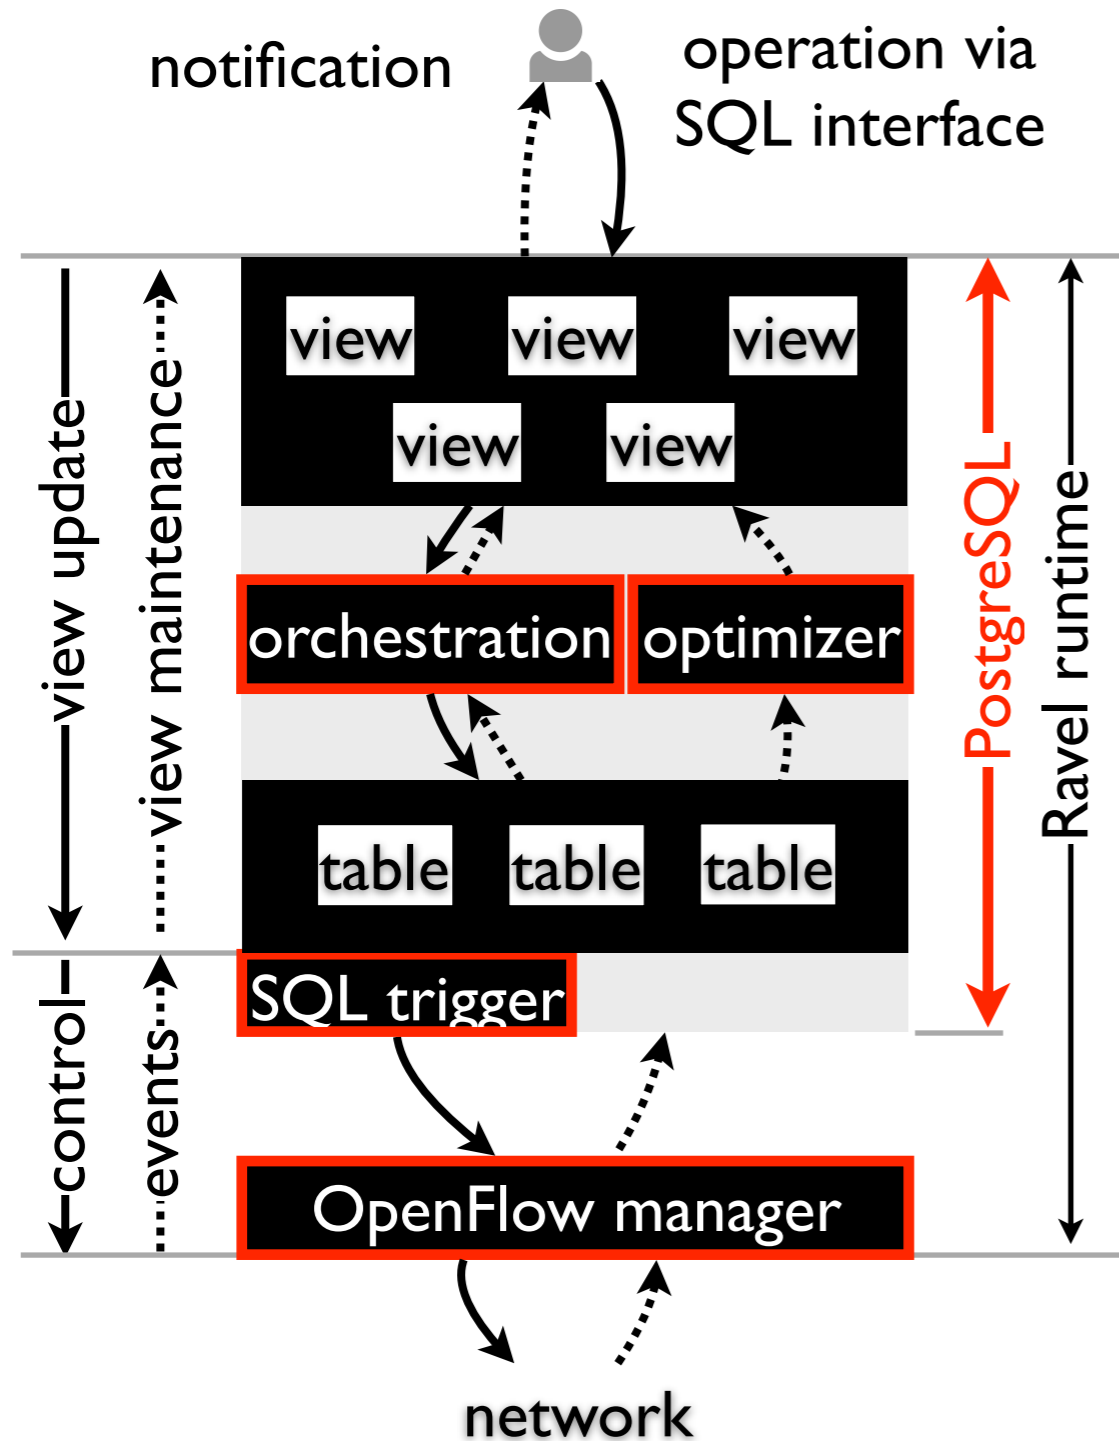 notification
operation via
SQL interface
view
view
view
view
view
view update
view maintenance
PostgreSQL
Ravel runtime
orchestration
optimizer
table
table
table
SQL trigger
control
events
OpenFlow manager
network